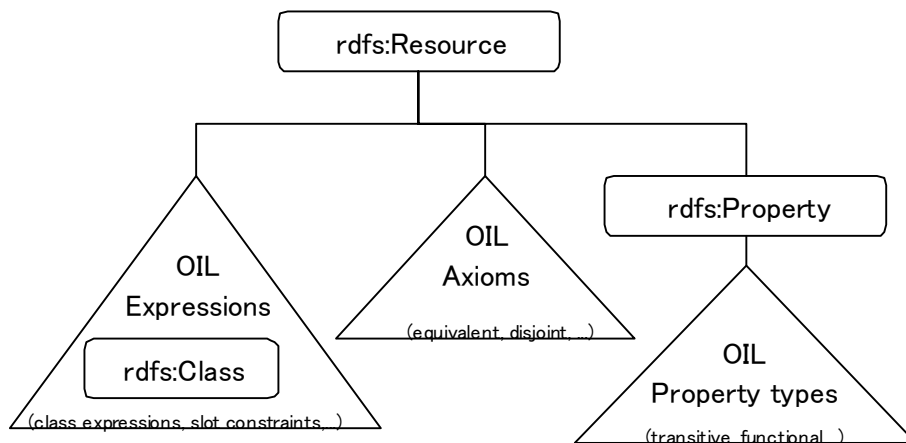 rdfs:Resource
OIL
Expressions
rdfs:Class
(class expressions, slot constraints,..)
OIL
Axioms
(equivalent, disjoint, ...)
rdfs:Property
OIL
Property types
(transitive, functional...)